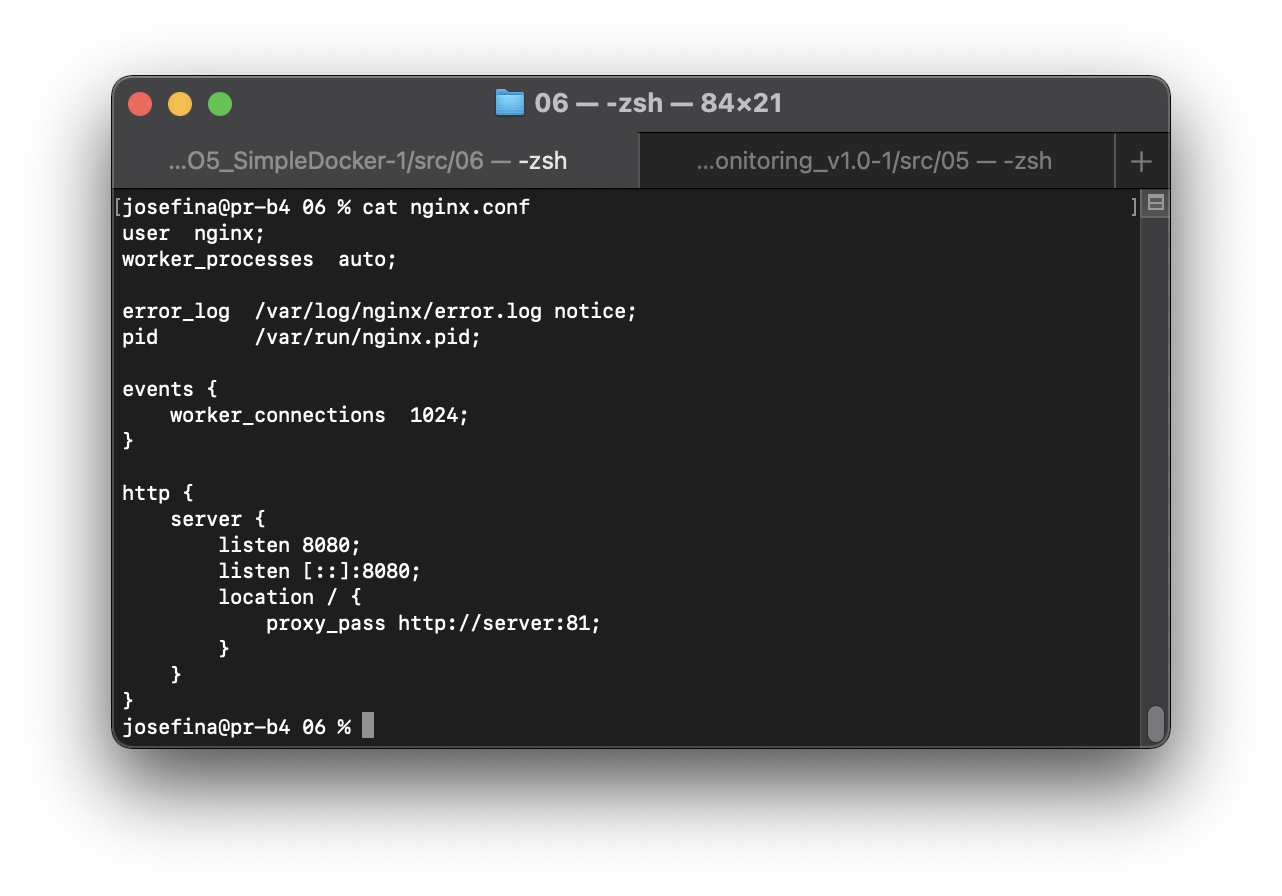 06 — -zsh — 84×21
...O5_SimpleDocker-1/src/06 — -zsh
...onitoring_v1.0-1/src/05 — -zsh
+
[josefina@pr-b4 06 % cat nginx.conf ]
user  nginx;
worker_processes  auto;

error_log  /var/log/nginx/error.log notice;
pid        /var/run/nginx.pid;

events {
    worker_connections  1024;
}

http {
    server {
        listen 8080;
        listen [::]:8080;
        location / {
            proxy_pass http://server:81;
        }
    }
}
josefina@pr-b4 06 %